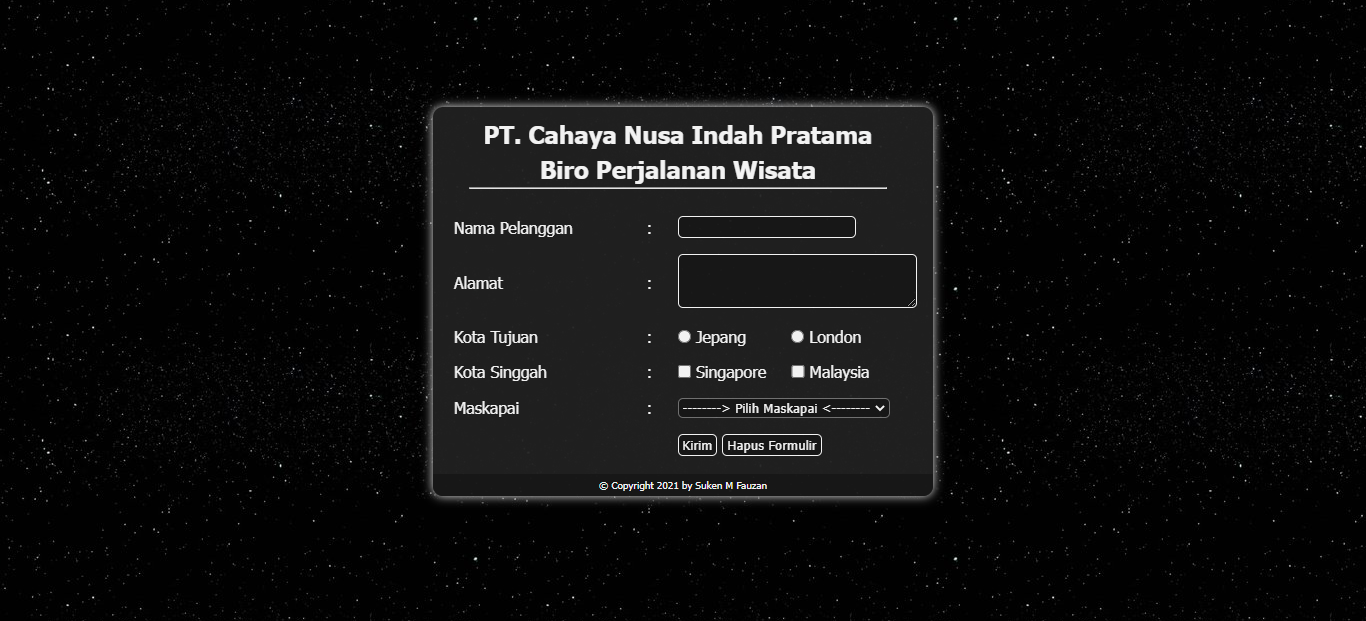 PT. Cahaya Nusa Indah Pratama
Biro Perjalanan Wisata
Nama Pelanggan :
Alamat :
Kota Tujuan : Jepang London
Kota Singgah : Singapore Malaysia
Maskapai : --------> Pilih Maskapai <--------
Kirim Hapus Formulir
© Copyright 2021 by Suken M Fauzan